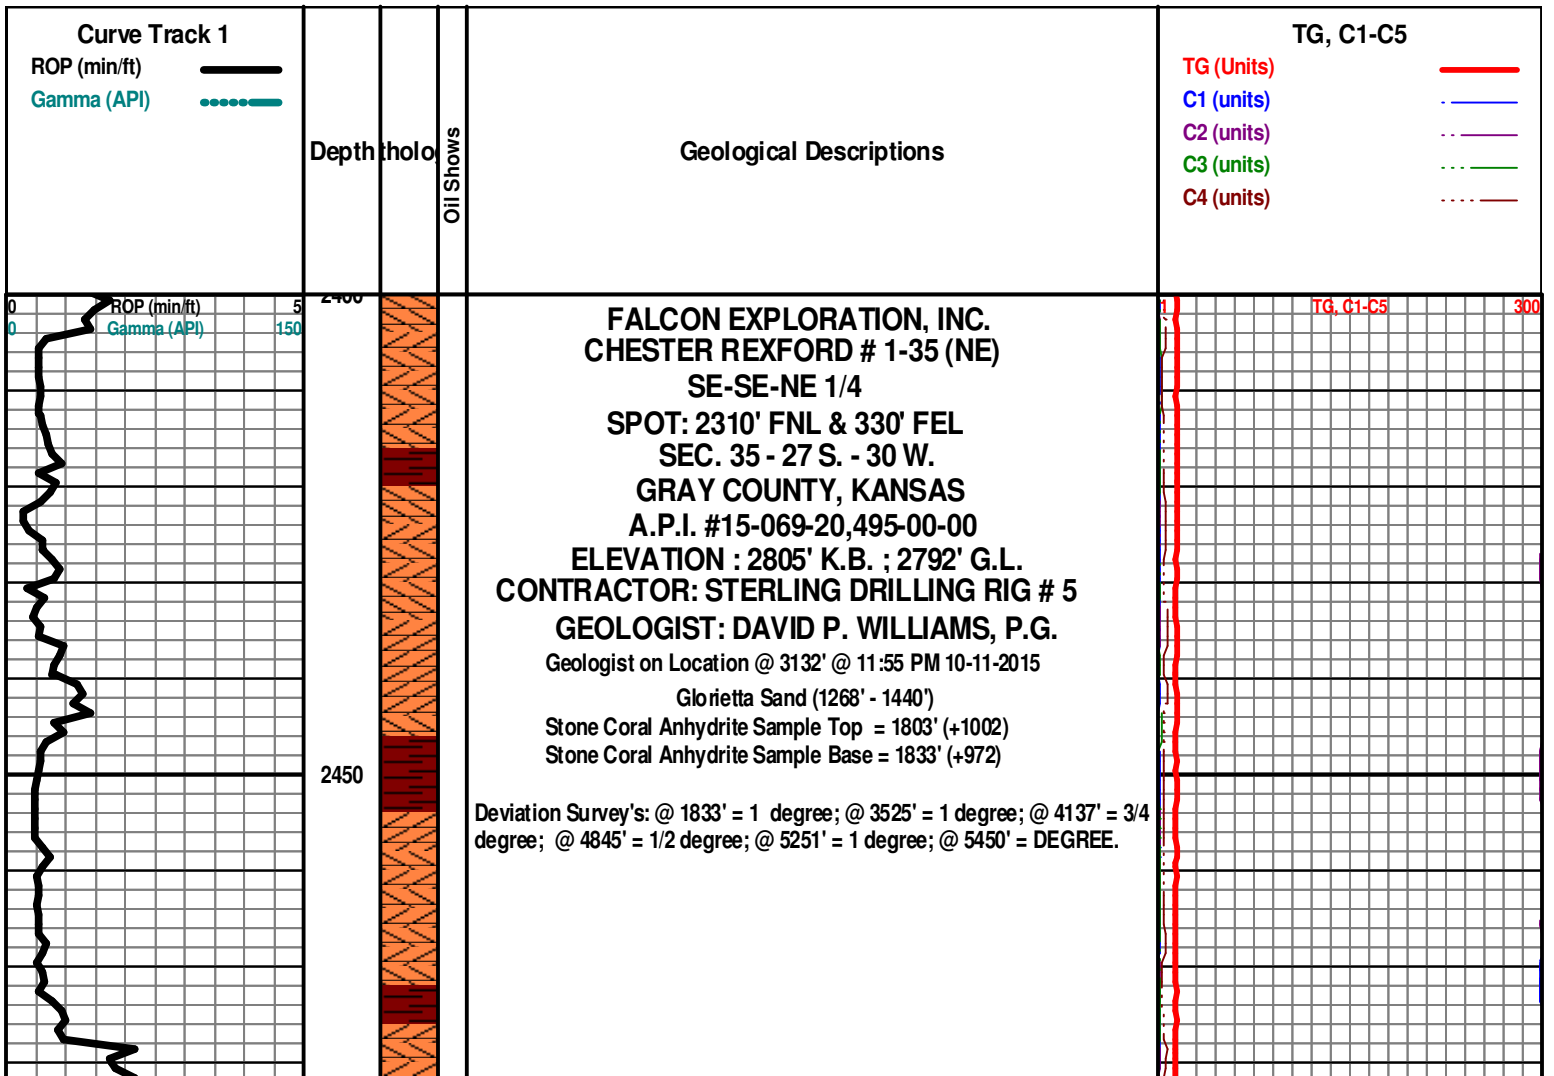 Curve Track 1
ROP (min/ft)
Gamma (API)
Depth
tholo
Oil Shows
Geological Descriptions
TG, C1-C5
TG (Units)
C1 (units)
C2 (units)
C3 (units)
C4 (units)
0 ROP (min/ft) 5
0 Gamma (API) 150
2400
1 TG, C1-C5 300
FALCON EXPLORATION, INC.
CHESTER REXFORD # 1-35 (NE)
SE-SE-NE 1/4
SPOT: 2310' FNL & 330' FEL
SEC. 35 - 27 S. - 30 W.
GRAY COUNTY, KANSAS
A.P.I. #15-069-20,495-00-00
ELEVATION : 2805' K.B. ; 2792' G.L.
CONTRACTOR: STERLING DRILLING RIG # 5
GEOLOGIST: DAVID P. WILLIAMS, P.G.
Geologist on Location @ 3132' @ 11:55 PM 10-11-2015
Glorietta Sand (1268' - 1440')
Stone Coral Anhydrite Sample Top = 1803' (+1002)
Stone Coral Anhydrite Sample Base = 1833' (+972)
2450
Deviation Survey's: @ 1833' = 1 degree; @ 3525' = 1 degree; @ 4137' = 3/4
degree; @ 4845' = 1/2 degree; @ 5251' = 1 degree; @ 5450' = DEGREE.